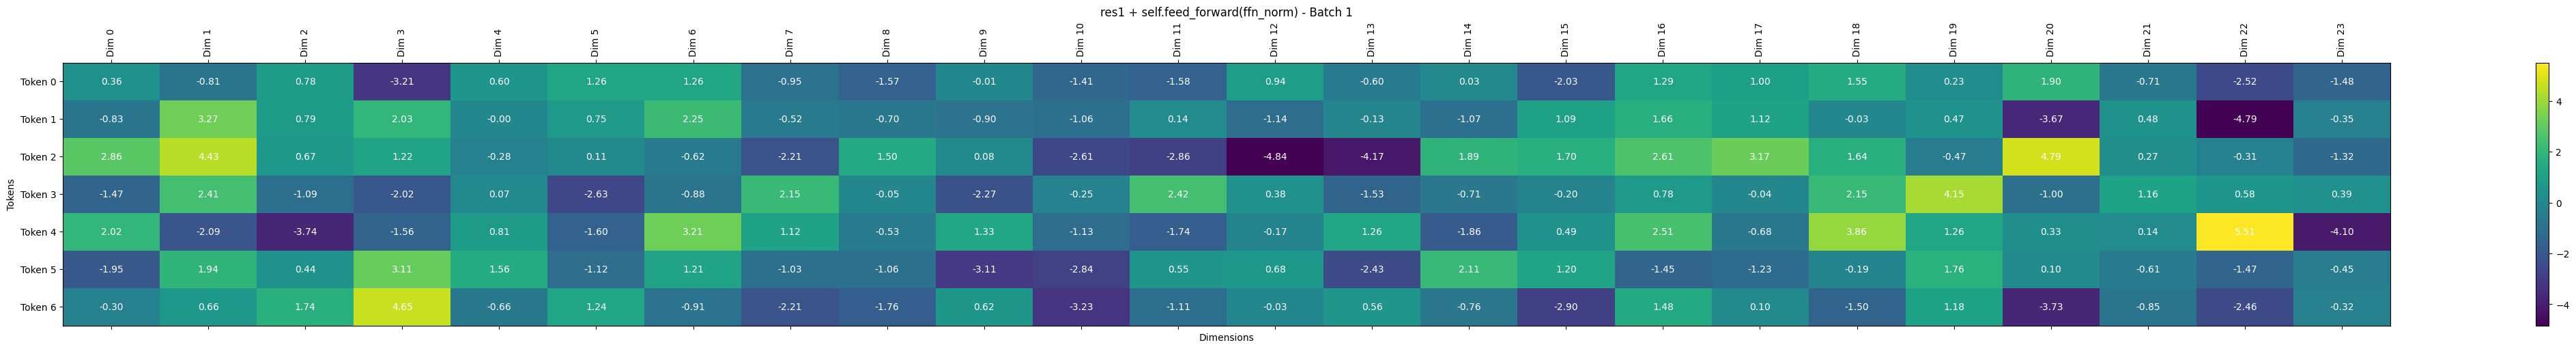 res1 + self.feed_forward(ffn_norm) - Batch 1
Dim 0 Dim 1 Dim 2 Dim 3 Dim 4 Dim 5 Dim 6 Dim 7 Dim 8 Dim 9 Dim 10 Dim 11 Dim 12 Dim 13 Dim 14 Dim 15 Dim 16 Dim 17 Dim 18 Dim 19 Dim 20 Dim 21 Dim 22 Dim 23
Token 0 0.36 -0.81 0.78 -3.21 0.60 1.26 1.26 -0.95 -1.57 -0.01 -1.41 -1.58 0.94 -0.60 0.03 -2.03 1.29 1.00 1.55 0.23 1.90 -0.71 -2.52 -1.48
Token 1 -0.83 3.27 0.79 2.03 -0.00 0.75 2.25 -0.52 -0.70 -0.90 -1.06 0.14 -1.14 -0.13 -1.07 1.09 1.66 1.12 -0.03 0.47 -3.67 0.48 -4.79 -0.35
Token 2 2.86 4.43 0.67 1.22 -0.28 0.11 -0.62 -2.21 1.50 0.08 -2.61 -2.86 -4.84 -4.17 1.89 1.70 2.61 3.17 1.64 -0.47 4.79 0.27 -0.31 -1.32
Token 3 -1.47 2.41 -1.09 -2.02 0.07 -2.63 -0.88 2.15 -0.05 -2.27 -0.25 2.42 0.38 -1.53 -0.71 -0.20 0.78 -0.04 2.15 4.15 -1.00 1.16 0.58 0.39
Token 4 2.02 -2.09 -3.74 -1.56 0.81 -1.60 3.21 1.12 -0.53 1.33 -1.13 -1.74 -0.17 1.26 -1.86 0.49 2.51 -0.68 3.86 1.26 0.33 0.14 5.51 -4.10
Token 5 -1.95 1.94 0.44 3.11 1.56 -1.12 1.21 -1.03 -1.06 -3.11 -2.84 0.55 0.68 -2.43 2.11 1.20 -1.45 -1.23 -0.19 1.76 0.10 -0.61 -1.47 -0.45
Token 6 -0.30 0.66 1.74 4.65 -0.66 1.24 -0.91 -2.21 -1.76 0.62 -3.23 -1.11 -0.03 0.56 -0.76 -2.90 1.48 0.10 -1.50 1.18 -3.73 -0.85 -2.46 -0.32
Tokens
Dimensions
4
2
0
−2
−4